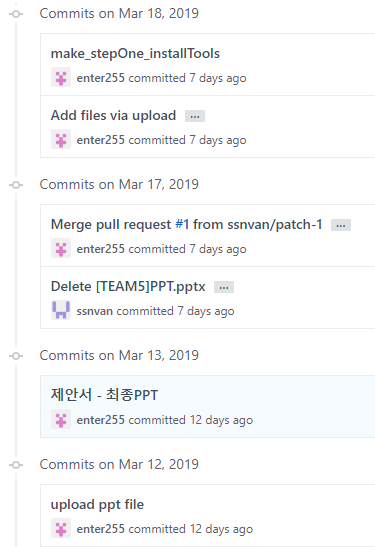 Commits on Mar 18, 2019
make_stepOne_installTools
enter255 committed 7 days ago
Add files via upload ...
enter255 committed 7 days ago
Commits on Mar 17, 2019
Merge pull request #1 from ssnvan/patch-1 ...
enter255 committed 7 days ago
Delete [TEAM5]PPT.pptx ...
ssnvan committed 7 days ago
Commits on Mar 13, 2019
제안서 - 최종PPT
enter255 committed 12 days ago
Commits on Mar 12, 2019
upload ppt file
enter255 committed 12 days ago